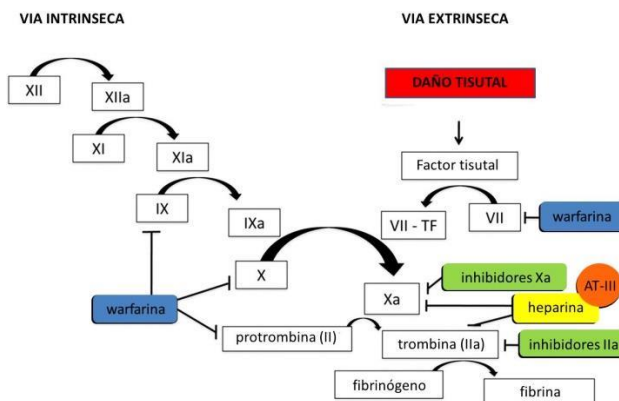 VIA INTRINSECA
VIA EXTRINSECA
XII
XIIa
DAÑO TISUTAL
XI
XIa
Factor tisutal
IX
IXa
VII - TF
VII
warfarina
X
Xa
inhibidores Xa
AT-III
heparina
warfarina
protrombina (II)
trombina (IIa)
inhibidores IIa
fibrinógeno
fibrina